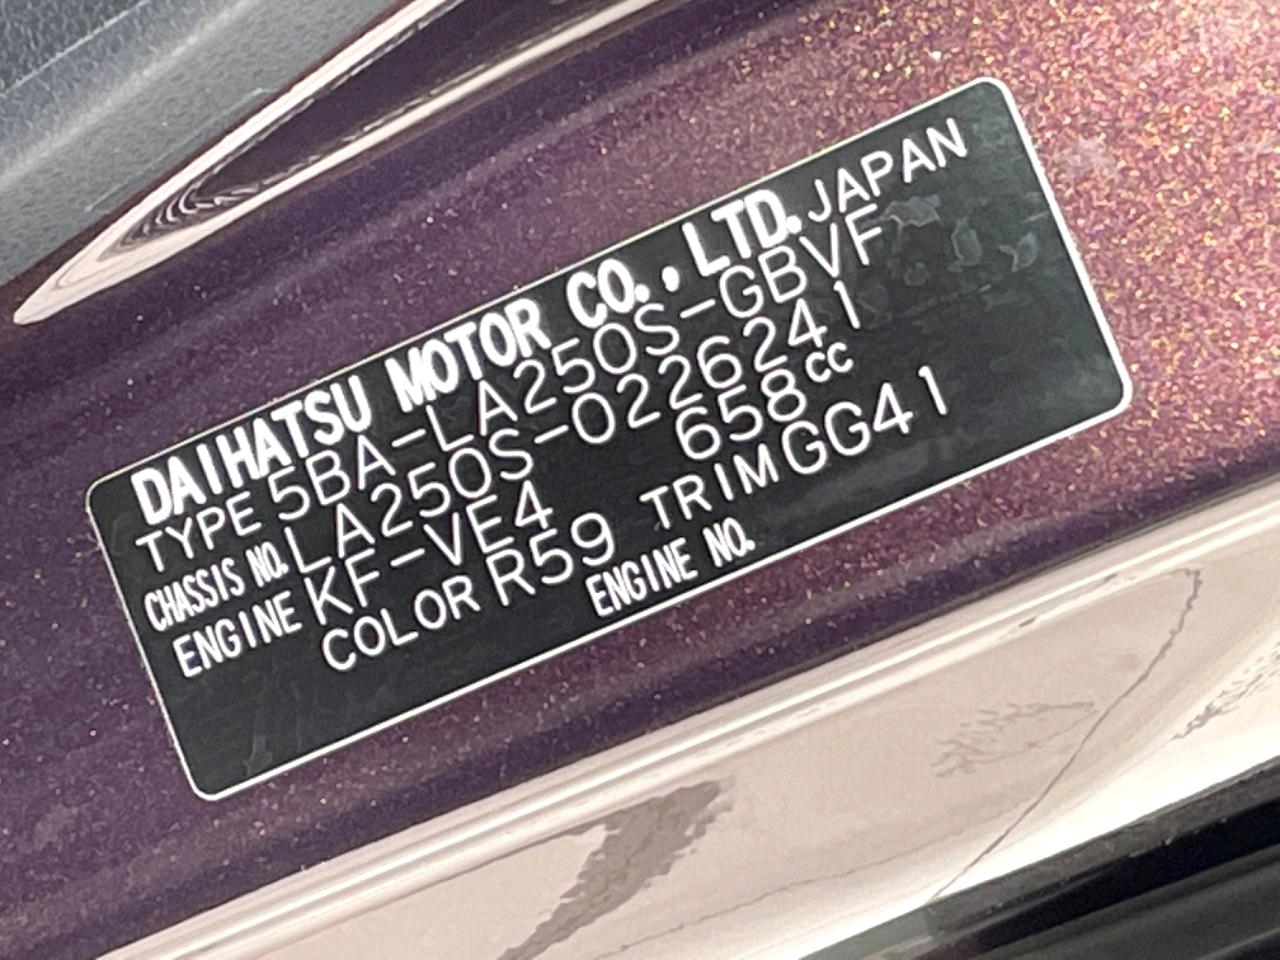 DAIHATSU MOTOR CO., LTD. JAPAN
TYPE 5BA-LA250S-GBVF
CHASSIS NO. LA250S-0226241
ENGINE KF-VE4 658cc
COLOR R59 TRIM GG41
ENGINE NO.